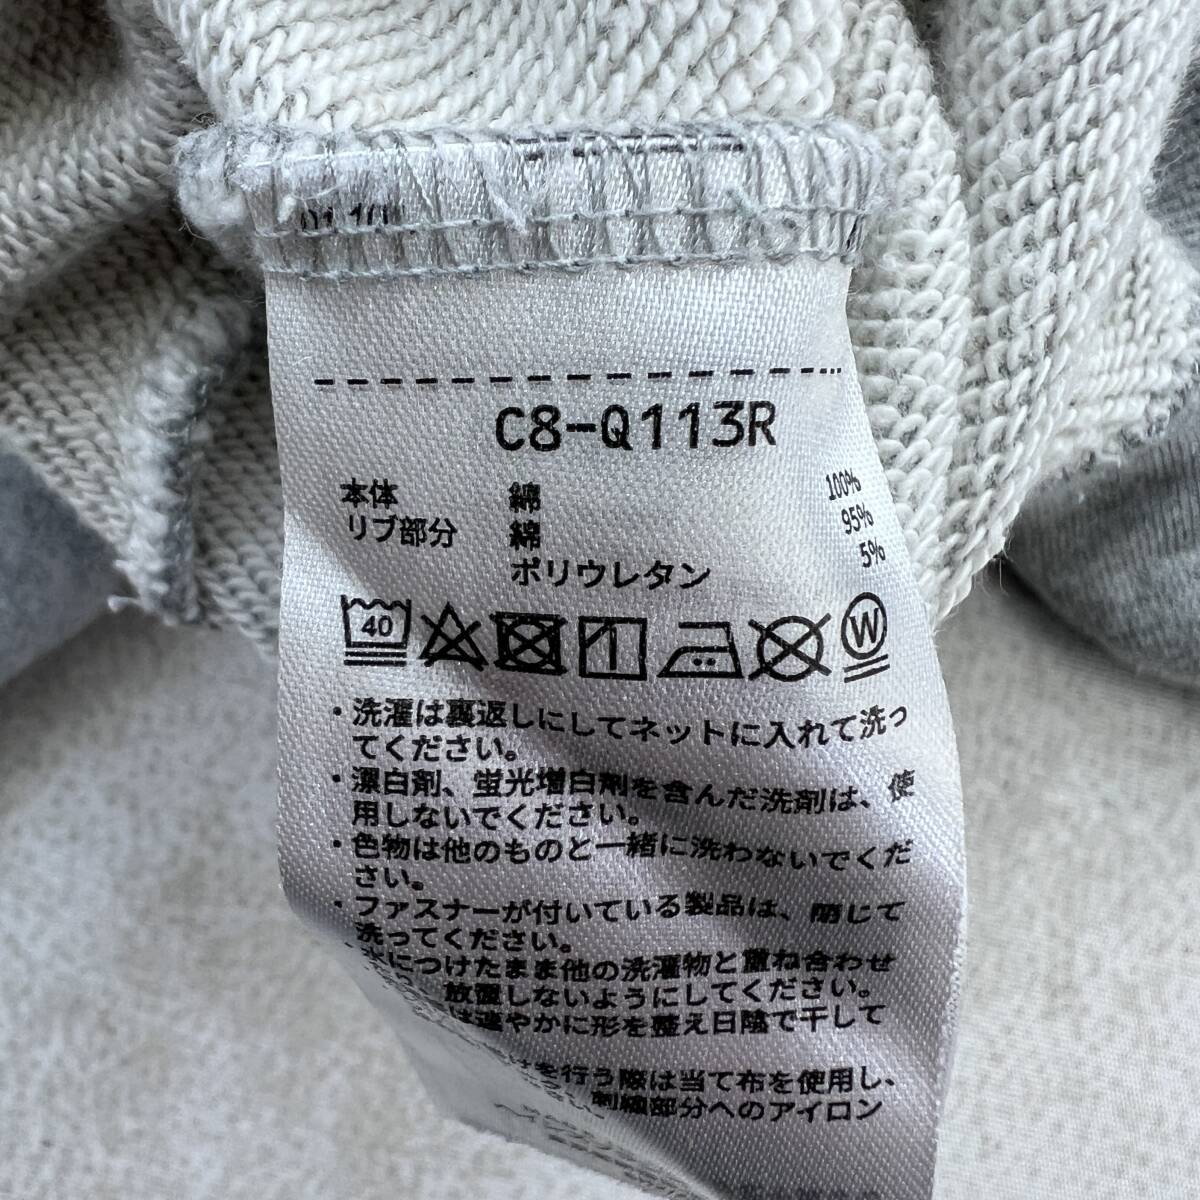 01 10
C8-Q113R
本体 綿 100%
リブ部分 綿 95%
ポリウレタン 5%
40
W
・洗濯は裏返しにしてネットに入れて洗っ
てください。
・漂白剤、蛍光増白剤を含んだ洗剤は、使
用しないでください。
・色物は他のものと一緒に洗わないでくだ
さい。
・ファスナーが付いている製品は、閉じて
洗ってください。
・水につけたまま他の洗濯物と重ね合わせ
放置しないようにしてください。
は速やかに形を整え日陰で干して
を行う際は当て布を使用し、
刺繍部分へのアイロン